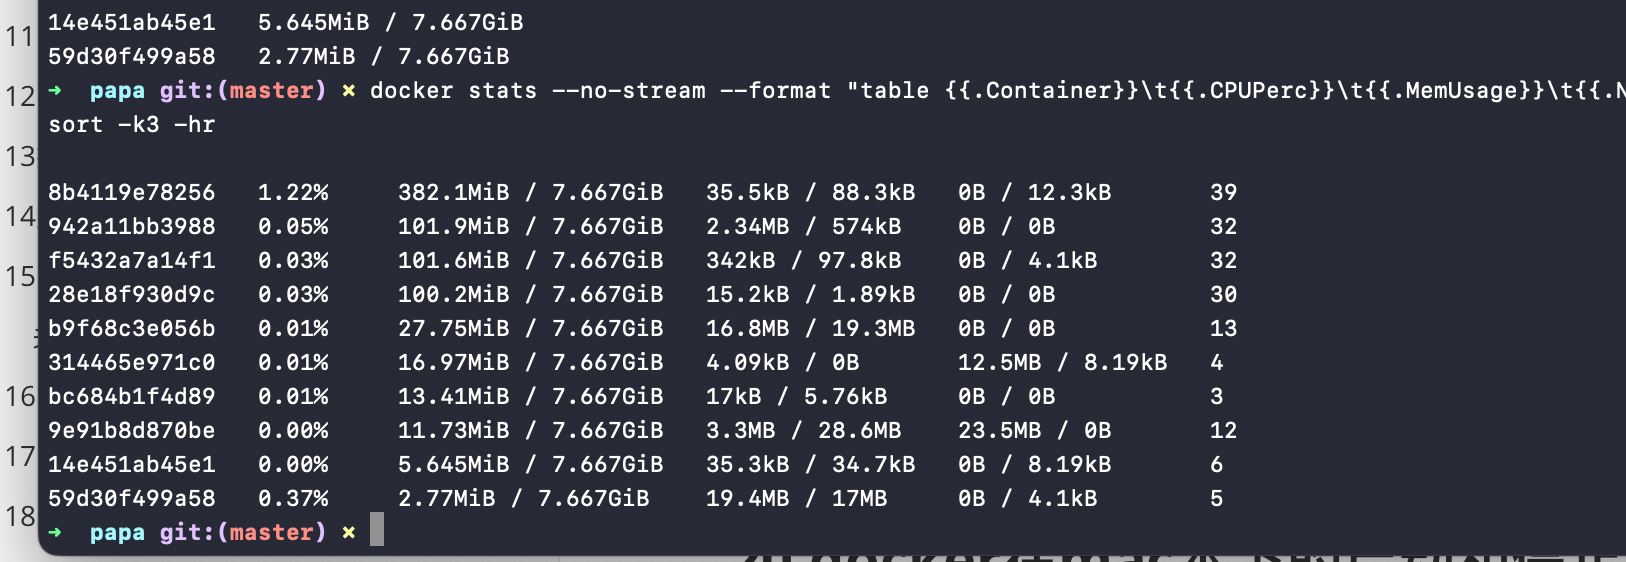 11
14e451ab45e1 5.645MiB / 7.667GiB
59d30f499a58 2.77MiB / 7.667GiB
12
➜ papa git:(master) × docker stats --no-stream --format "table {{.Container}}\t{{.CPUPerc}}\t{{.MemUsage}}\t{{.N
sort -k3 -hr
13
8b4119e78256 1.22% 382.1MiB / 7.667GiB 35.5kB / 88.3kB 0B / 12.3kB 39
14
942a11bb3988 0.05% 101.9MiB / 7.667GiB 2.34MB / 574kB 0B / 0B 32
f5432a7a14f1 0.03% 101.6MiB / 7.667GiB 342kB / 97.8kB 0B / 4.1kB 32
15
28e18f930d9c 0.03% 100.2MiB / 7.667GiB 15.2kB / 1.89kB 0B / 0B 30
b9f68c3e056b 0.01% 27.75MiB / 7.667GiB 16.8MB / 19.3MB 0B / 0B 13
314465e971c0 0.01% 16.97MiB / 7.667GiB 4.09kB / 0B 12.5MB / 8.19kB 4
16
bc684b1f4d89 0.01% 13.41MiB / 7.667GiB 17kB / 5.76kB 0B / 0B 3
9e91b8d870be 0.00% 11.73MiB / 7.667GiB 3.3MB / 28.6MB 23.5MB / 0B 12
17
14e451ab45e1 0.00% 5.645MiB / 7.667GiB 35.3kB / 34.7kB 0B / 8.19kB 6
59d30f499a58 0.37% 2.77MiB / 7.667GiB 19.4MB / 17MB 0B / 4.1kB 5
18
➜ papa git:(master) ×